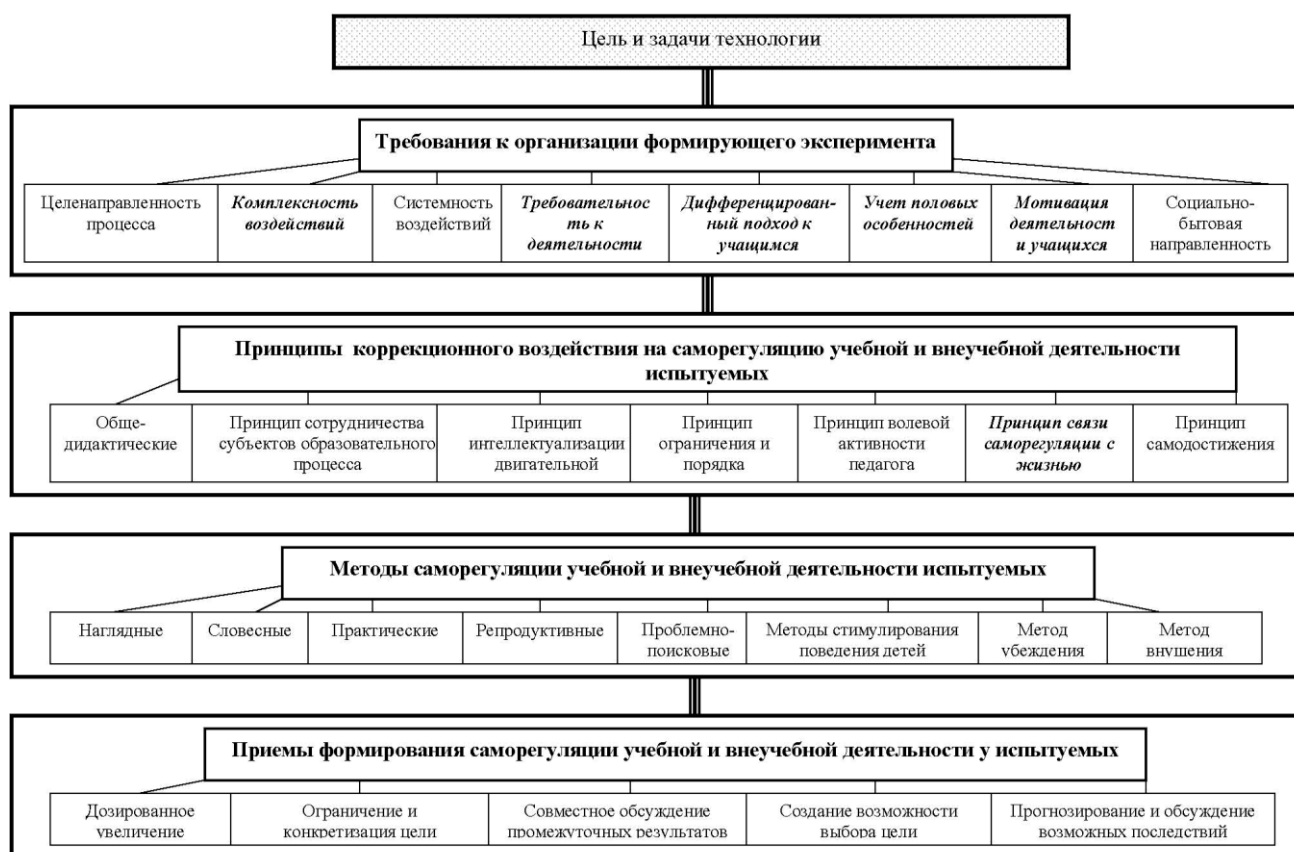 Цель и задачи технологии
Требования к организации формирующего эксперимента
Целенаправленность
процесса
Комплексность
воздействий
Системность
воздействий
Требовательнос
ть к
деятельности
Дифференцирован-
ный подход к
учащимся
Учет половых
особенностей
Мотивация
деятельност
и учащихся
Социально-
бытовая
направленность
Принципы коррекционного воздействия на саморегуляцию учебной и внеучебной деятельности
испытуемых
Обще-
дидактические
Принцип сотрудничества
субъектов образовательного
процесса
Принцип
интеллектуализации
двигательной
Принцип
ограничения и
порядка
Принцип волевой
активности
педагога
Принцип связи
саморегуляции с
жизнью
Принцип
самодостижения
Методы саморегуляции учебной и внеучебной деятельности испытуемых
Наглядные
Словесные
Практические
Репродуктивные
Проблемно-
поисковые
Методы стимулирования
поведения детей
Метод
убеждения
Метод
внушения
Приемы формирования саморегуляции учебной и внеучебной деятельности у испытуемых
Дозированное
увеличение
Ограничение и
конкретизация цели
Совместное обсуждение
промежуточных результатов
Создание возможности
выбора цели
Прогнозирование и обсуждение
возможных последствий